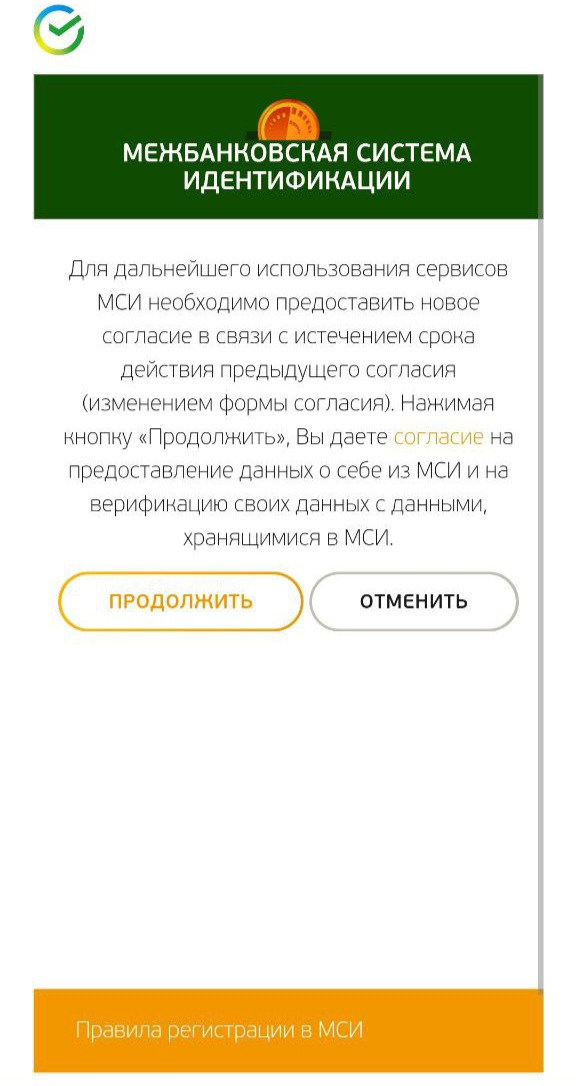 МЕЖБАНКОВСКАЯ СИСТЕМА
ИДЕНТИФИКАЦИИ
Для дальнейшего использования сервисов
МСИ необходимо предоставить новое
согласие в связи с истечением срока
действия предыдущего согласия
(изменением формы согласия). Нажимая
кнопку «Продолжить», Вы даете согласие на
предоставление данных о себе из МСИ и на
верификацию своих данных с данными,
хранящимися в МСИ.
ПРОДОЛЖИТЬ
ОТМЕНИТЬ
Правила регистрации в МСИ